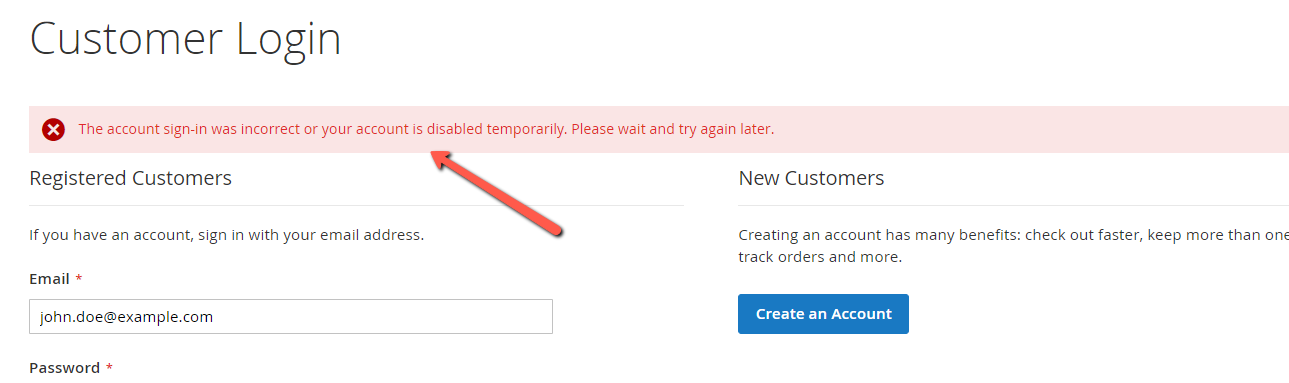 Customer Login
The account sign-in was incorrect or your account is disabled temporarily. Please wait and try again later.
Registered Customers
If you have an account, sign in with your email address.
Email *
john.doe@example.com
Password *
New Customers
Creating an account has many benefits: check out faster, keep more than one
track orders and more.
Create an Account